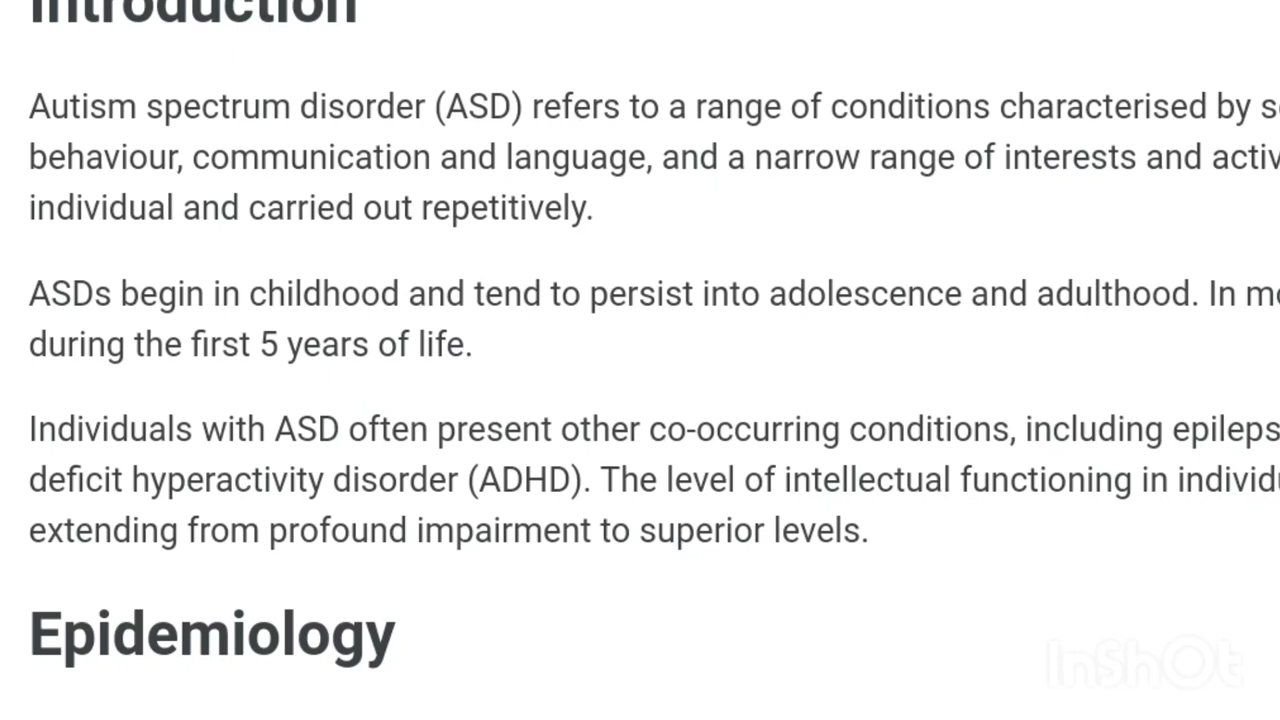 Introduction
Autism spectrum disorder (ASD) refers to a range of conditions characterised by
behaviour, communication and language, and a narrow range of interests and
individual and carried out repetitively.
ASDs begin in childhood and tend to persist into adolescence and adulthood. In
during the first 5 years of life.
Individuals with ASD often present other co-occurring conditions, including
deficit hyperactivity disorder (ADHD). The level of intellectual functioning in
extending from profound impairment to superior levels.
Epidemiology
InShOt